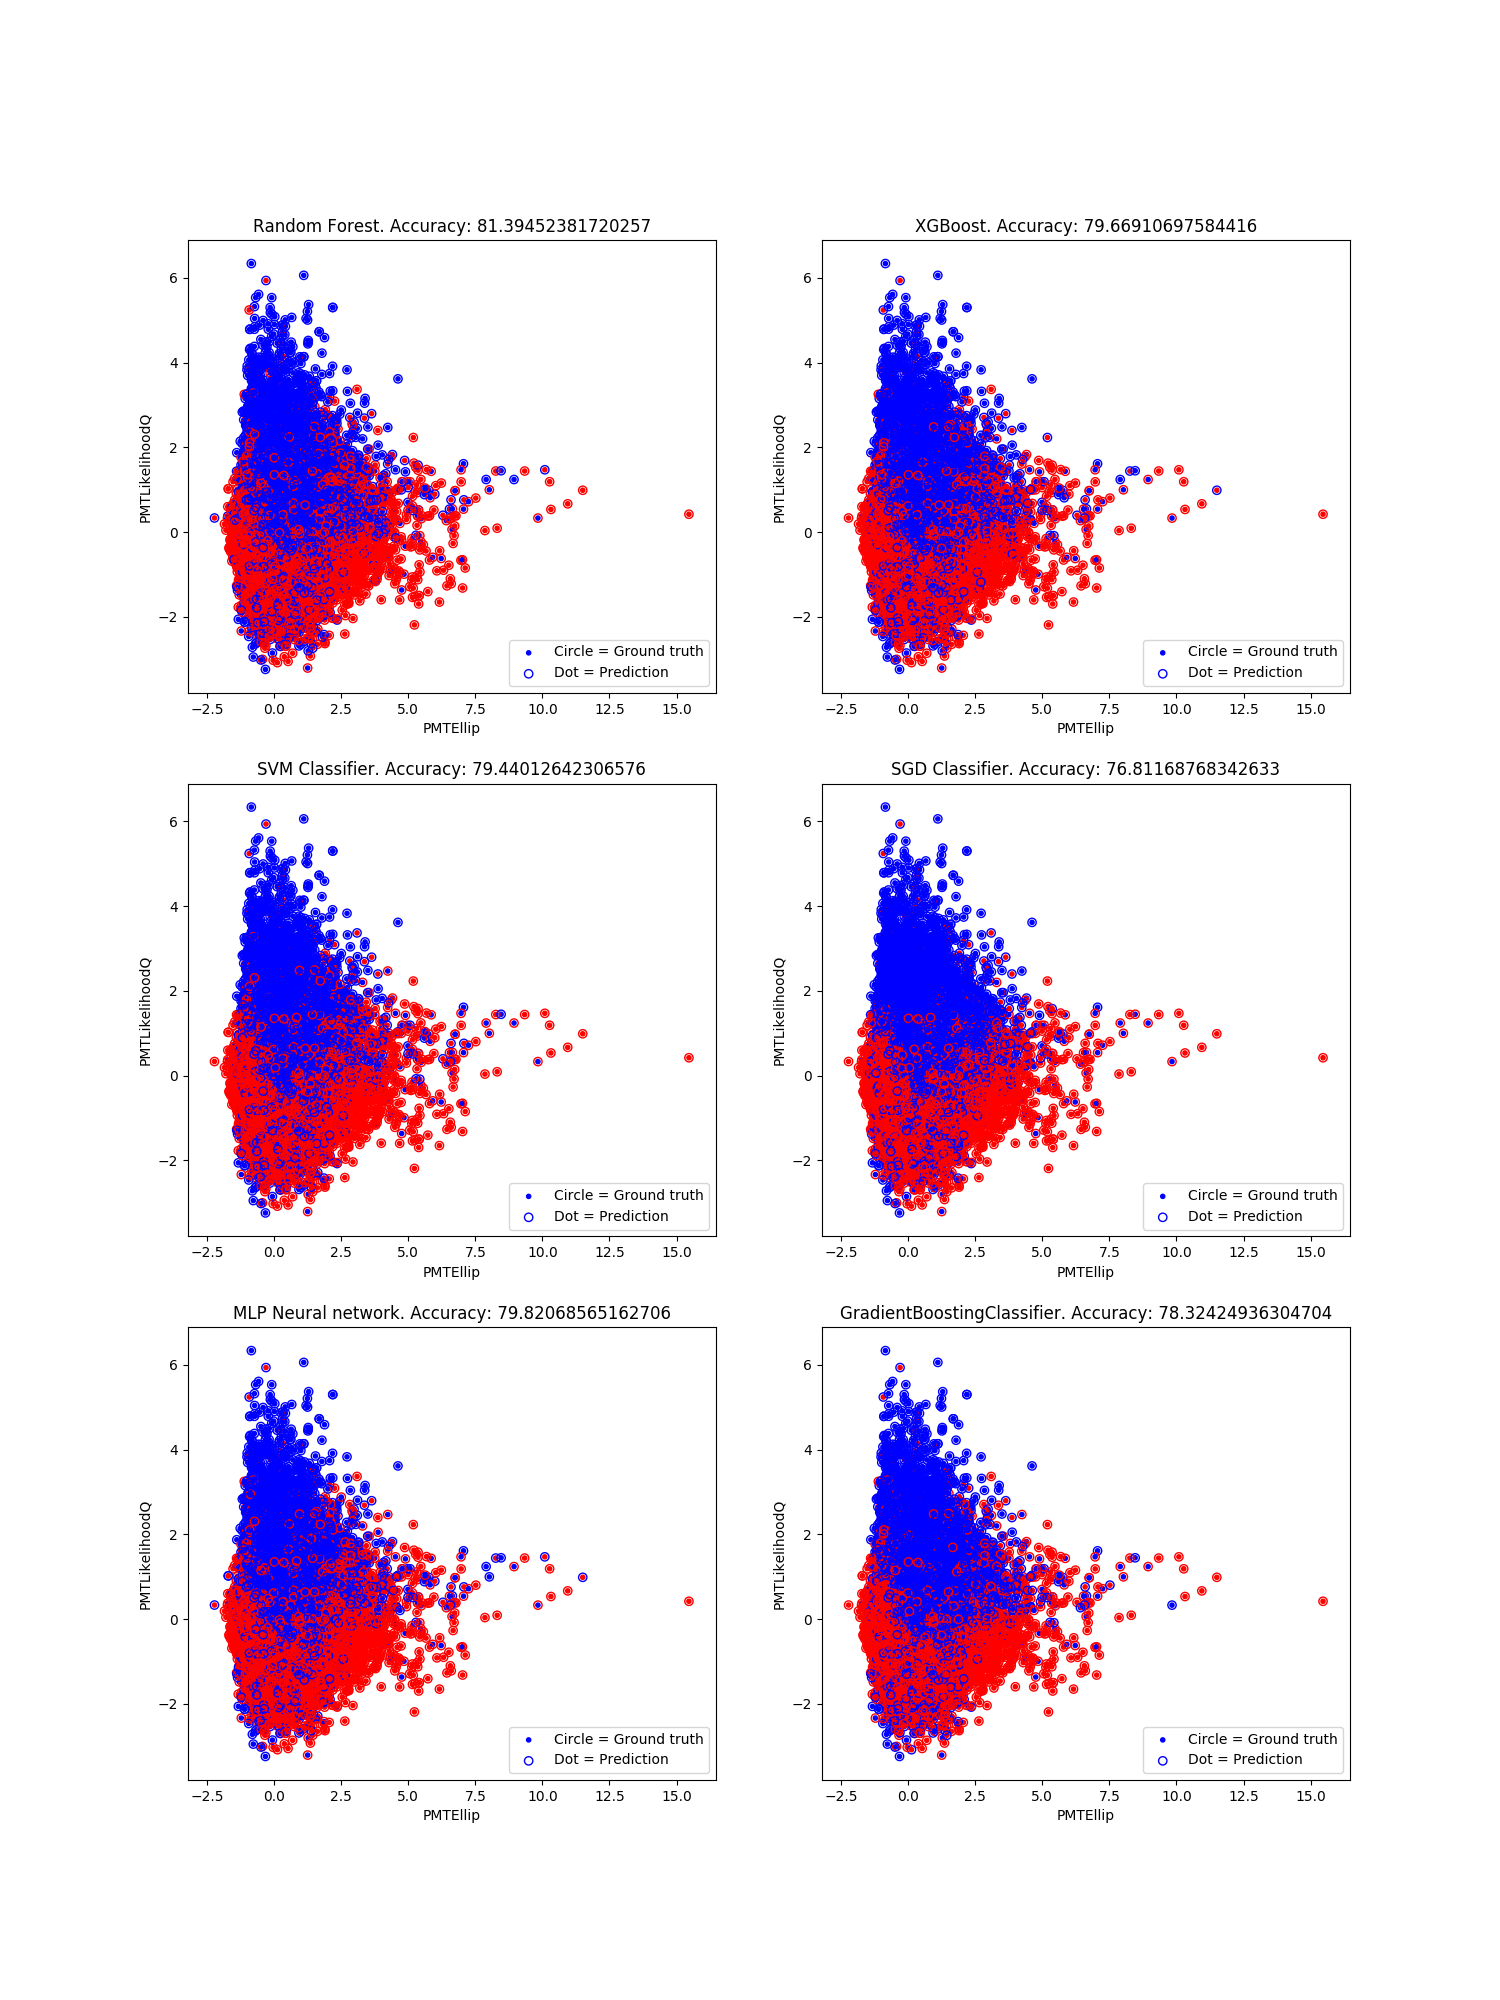 Random Forest. Accuracy: 81.39452381720257
6
4
2
0
−2
PMTLikelihoodQ
Circle = Ground truth
Dot = Prediction
−2.5 0.0 2.5 5.0 7.5 10.0 12.5 15.0
PMTEllip
XGBoost. Accuracy: 79.66910697584416
6
4
2
0
−2
PMTLikelihoodQ
Circle = Ground truth
Dot = Prediction
−2.5 0.0 2.5 5.0 7.5 10.0 12.5 15.0
PMTEllip
SVM Classifier. Accuracy: 79.44012642306576
6
4
2
0
−2
PMTLikelihoodQ
Circle = Ground truth
Dot = Prediction
−2.5 0.0 2.5 5.0 7.5 10.0 12.5 15.0
PMTEllip
SGD Classifier. Accuracy: 76.81168768342633
6
4
2
0
−2
PMTLikelihoodQ
Circle = Ground truth
Dot = Prediction
−2.5 0.0 2.5 5.0 7.5 10.0 12.5 15.0
PMTEllip
MLP Neural network. Accuracy: 79.82068565162706
6
4
2
0
−2
PMTLikelihoodQ
Circle = Ground truth
Dot = Prediction
−2.5 0.0 2.5 5.0 7.5 10.0 12.5 15.0
PMTEllip
GradientBoostingClassifier. Accuracy: 78.32424936304704
6
4
2
0
−2
PMTLikelihoodQ
Circle = Ground truth
Dot = Prediction
−2.5 0.0 2.5 5.0 7.5 10.0 12.5 15.0
PMTEllip